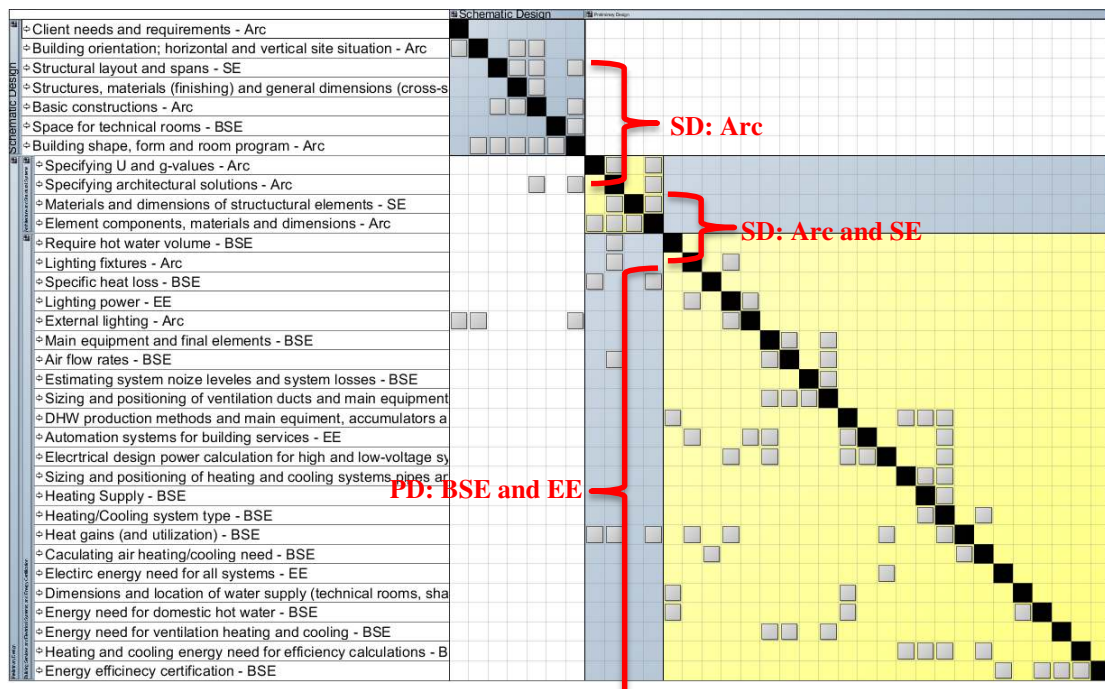 Schematic Design
Preliminary Design
Schematic Design
Client needs and requirements - Arc
Building orientation; horizontal and vertical site situation - Arc
Structural layout and spans - SE
Structures, materials (finishing) and general dimensions (cross-s
Basic constructions - Arc
Space for technical rooms - BSE
Building shape, form and room program - Arc
Specifying U and g-values - Arc
Specifying architectural solutions - Arc
Materials and dimensions of structuctural elements - SE
Element components, materials and dimensions - Arc
Require hot water volume - BSE
Lighting fixtures - Arc
Specific heat loss - BSE
Lighting power - EE
External lighting - Arc
Main equipment and final elements - BSE
Air flow rates - BSE
Estimating system noize leveles and system losses - BSE
Sizing and positioning of ventilation ducts and main equipment
DHW production methods and main equiment, accumulators a
Automation systems for building services - EE
Elecrtrical design power calculation for high and low-voltage sy
Sizing and positioning of heating and cooling systems pipes ar
Heating Supply - BSE
Heating/Cooling system type - BSE
Heat gains (and utilization) - BSE
Caculating air heating/cooling need - BSE
Electirc energy need for all systems - EE
Dimensions and location of water supply (technical rooms, sha
Energy need for domestic hot water - BSE
Energy need for ventilation heating and cooling - BSE
Heating and cooling energy need for efficiency calculations - B
Energy efficinecy certification - BSE
SD: Arc
SD: Arc and SE
PD: BSE and EE